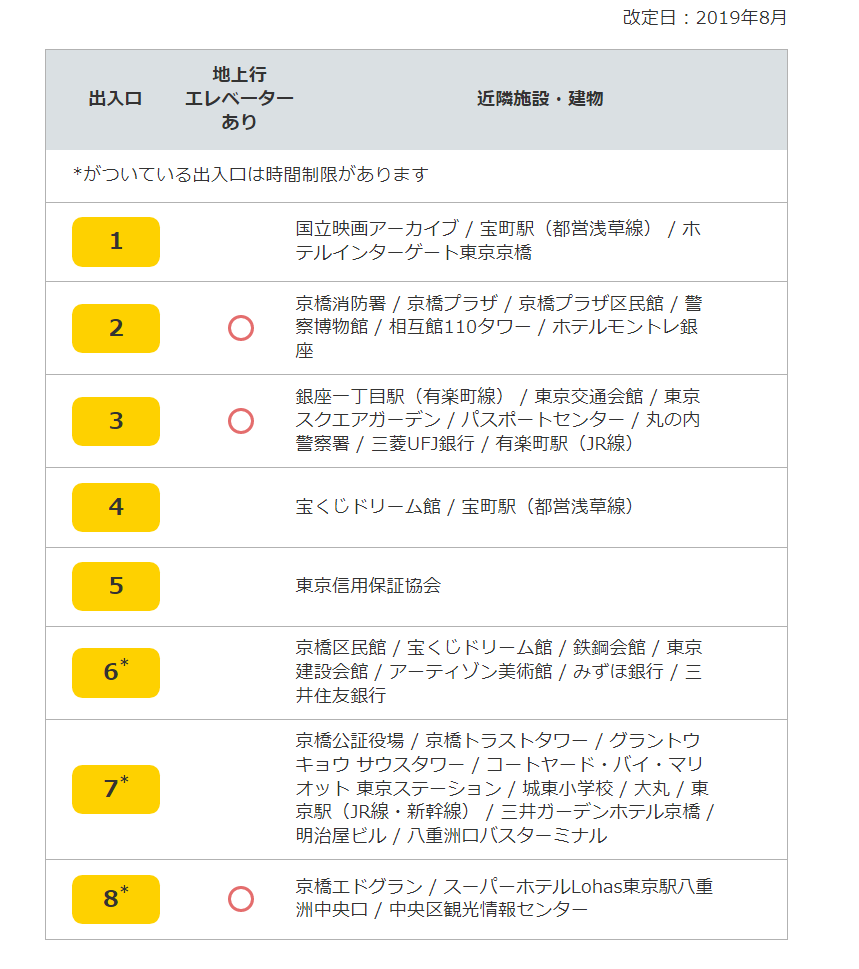 改定日：2019年8月
出入口
地上行
エレベーター
あり
近隣施設・建物
*がついている出入口は時間制限があります
1
国立映画アーカイブ / 宝町駅（都営浅草線） / ホ
テルインターゲート東京京橋
2
京橋消防署 / 京橋プラザ / 京橋プラザ区民館 / 警
察博物館 / 相互館110タワー / ホテルモントレ銀
座
3
銀座一丁目駅（有楽町線） / 東京交通会館 / 東京
スクエアガーデン / パスポートセンター / 丸の内
警察署 / 三菱UFJ銀行 / 有楽町駅（JR線）
4
宝くじドリーム館 / 宝町駅（都営浅草線）
5
東京信用保証協会
6*
京橋区民館 / 宝くじドリーム館 / 鉄鋼会館 / 東京
建設会館 / アーティゾン美術館 / みずほ銀行 / 三
井住友銀行
7*
京橋公証役場 / 京橋トラストタワー / グラントウ
キョウ サウスタワー / コートヤード・バイ・マリ
オット 東京ステーション / 城東小学校 / 大丸 / 東
京駅（JR線・新幹線） / 三井ガーデンホテル京橋 /
明治屋ビル / 八重洲口バスターミナル
8*
京橋エドグラン / スーパーホテルLohas東京駅八重
洲中央口 / 中央区観光情報センター